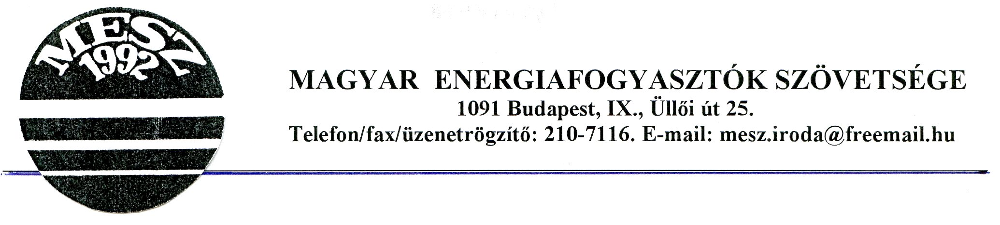 MESZ
1992
MAGYAR ENERGIAFOGYASZTÓK SZÖVETSÉGE
1091 Budapest, IX., Üllői út 25.
Telefon/fax/üzenetrögzítő: 210-7116. E-mail: mesz.iroda@freemail.hu